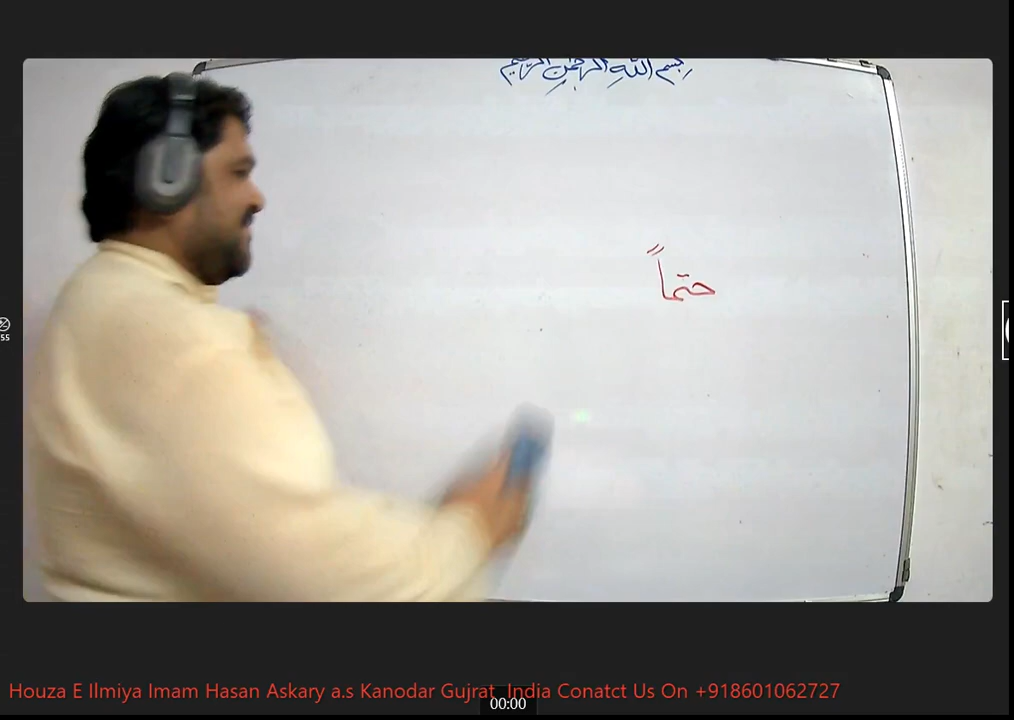 بسم الله الرحمن الرحيم
حتماً
55
Houza E Ilmiya Imam Hasan Askary a.s Kanodar Gujrat, India Conatct Us On +918601062727
00:00